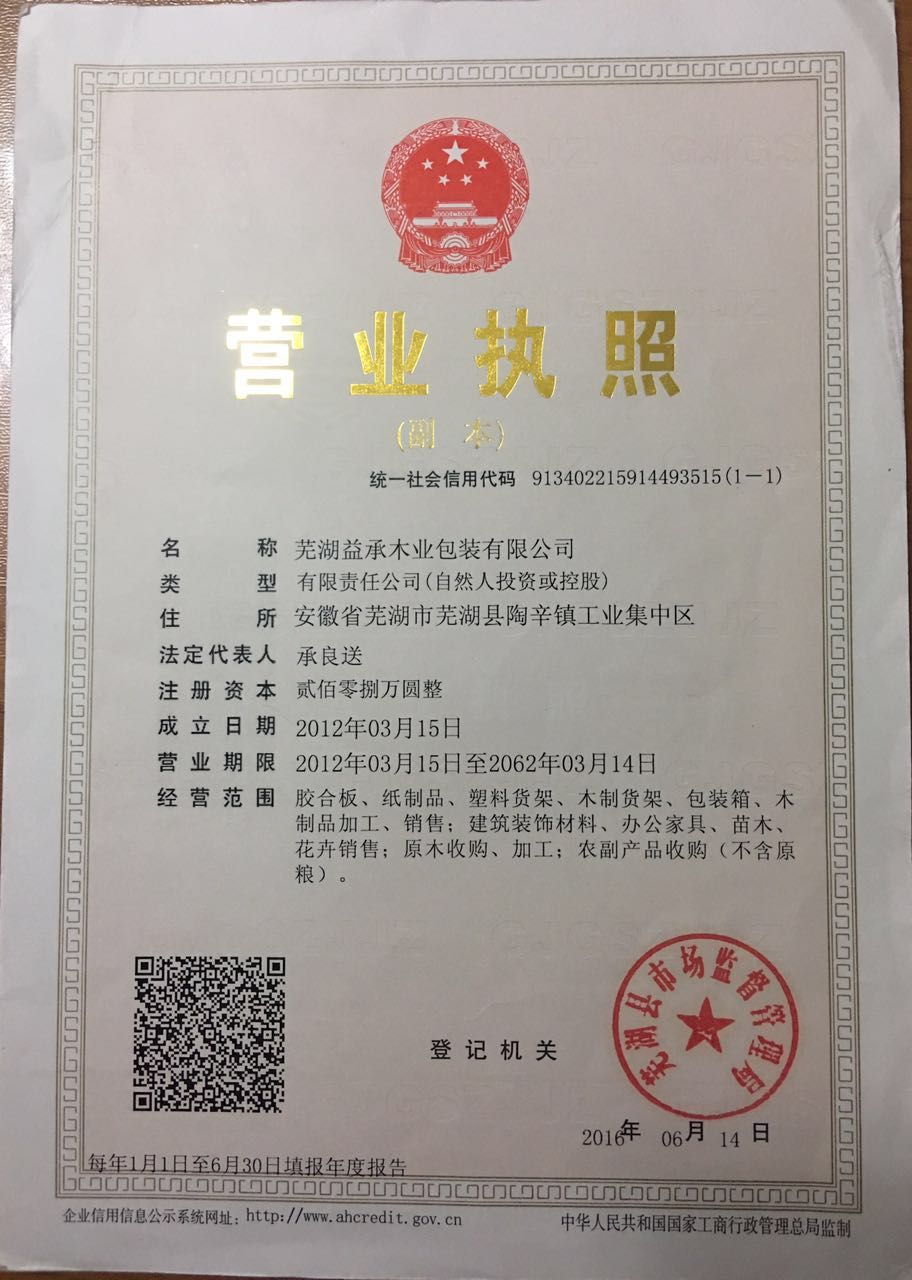 营业执照
(副 本)
统一社会信用代码 913402215914493515(1-1)
名 称 芜湖益承木业包装有限公司
类 型 有限责任公司(自然人投资或控股)
住 所 安徽省芜湖市芜湖县陶辛镇工业集中区
法定代表人 承良送
注册资本 贰佰零捌万圆整
成立日期 2012年03月15日
营业期限 2012年03月15日至2062年03月14日
经营范围 胶合板、纸制品、塑料货架、木制货架、包装箱、木
制品加工、销售；建筑装饰材料、办公家具、苗木、
花卉销售；原木收购、加工；农副产品收购（不含原
粮）。
登记机关
芜湖县市场监督管理局
2016年 06月 14日
每年1月1日至6月30日填报年度报告
企业信用信息公示系统网址：http://www.ahcredit.gov.cn
中华人民共和国国家工商行政管理总局监制